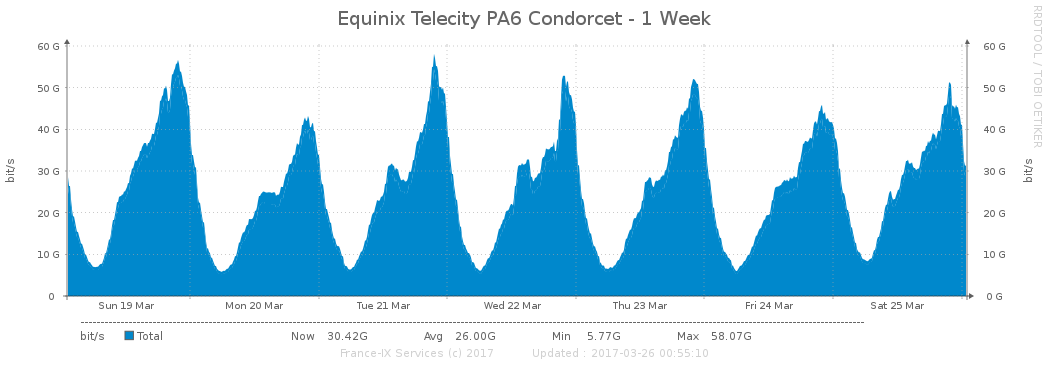 Equinix Telecity PA6 Condorcet - 1 Week
RRDTOOL / TOBI OETIKER
60 G 60 G
50 G 50 G
40 G 40 G
30 G 30 G
20 G 20 G
10 G 10 G
0 0 G
bit/s
bit/s
Sun 19 Mar Mon 20 Mar Tue 21 Mar Wed 22 Mar Thu 23 Mar Fri 24 Mar Sat 25 Mar
bit/s Total Now 30.42G Avg 26.00G Min 5.77G Max 58.07G
France-IX Services (c) 2017 Updated : 2017-03-26 00:55:10